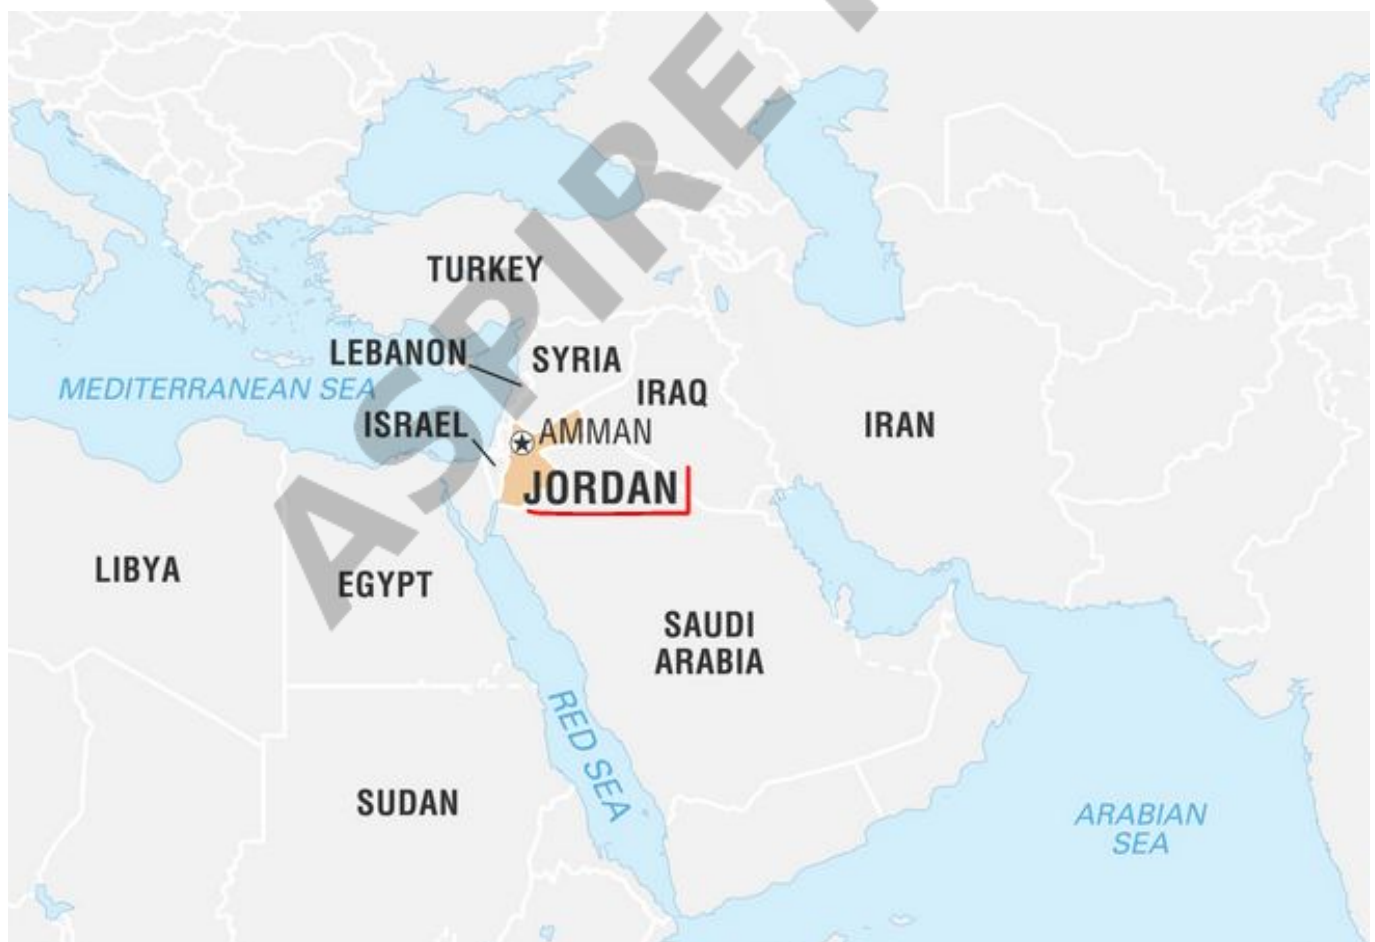 ASPIRE
TURKEY
LEBANON
SYRIA
MEDITERRANEAN SEA
IRAQ
ISRAEL
AMMAN
IRAN
JORDAN
LIBYA
EGYPT
SAUDI
ARABIA
RED SEA
SUDAN
ARABIAN
SEA